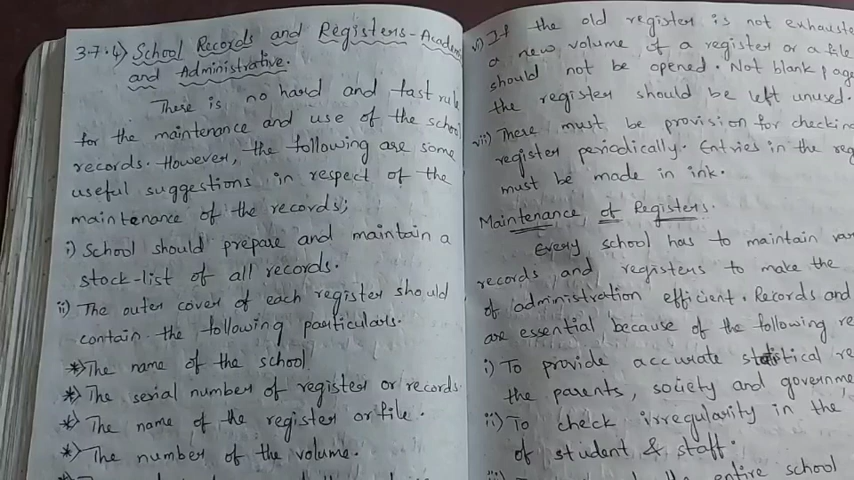 3.7.4) School Records and Registers - Academ
and Administrative.
There is no hard and fast rule
for the maintenance and use of the school
records. However, the following are some
useful suggestions in respect of the
maintenance of the records;
i) School should prepare and maintain a
stock-list of all records.
ii) The outer cover of each register should
contain the following particulars.
*) The name of the school
*) The serial number of register or records
*) The name of the register or file.
*) The number of the volume.
vi) If the old register is not exhauste
a new volume of a register or a file
should not be opened. Not blank page
the register should be left unused.
vii) There must be provision for checkin
register periodically. Entries in the reg
must be made in ink.
Maintenance of Registers.
Every school has to maintain var
records and registers to make the
of administration efficient. Records and
are essential because of the following re
i) To provide accurate statistical re
the parents, society and governme
ii) To check irregularity in the
of student & staff.
entire school